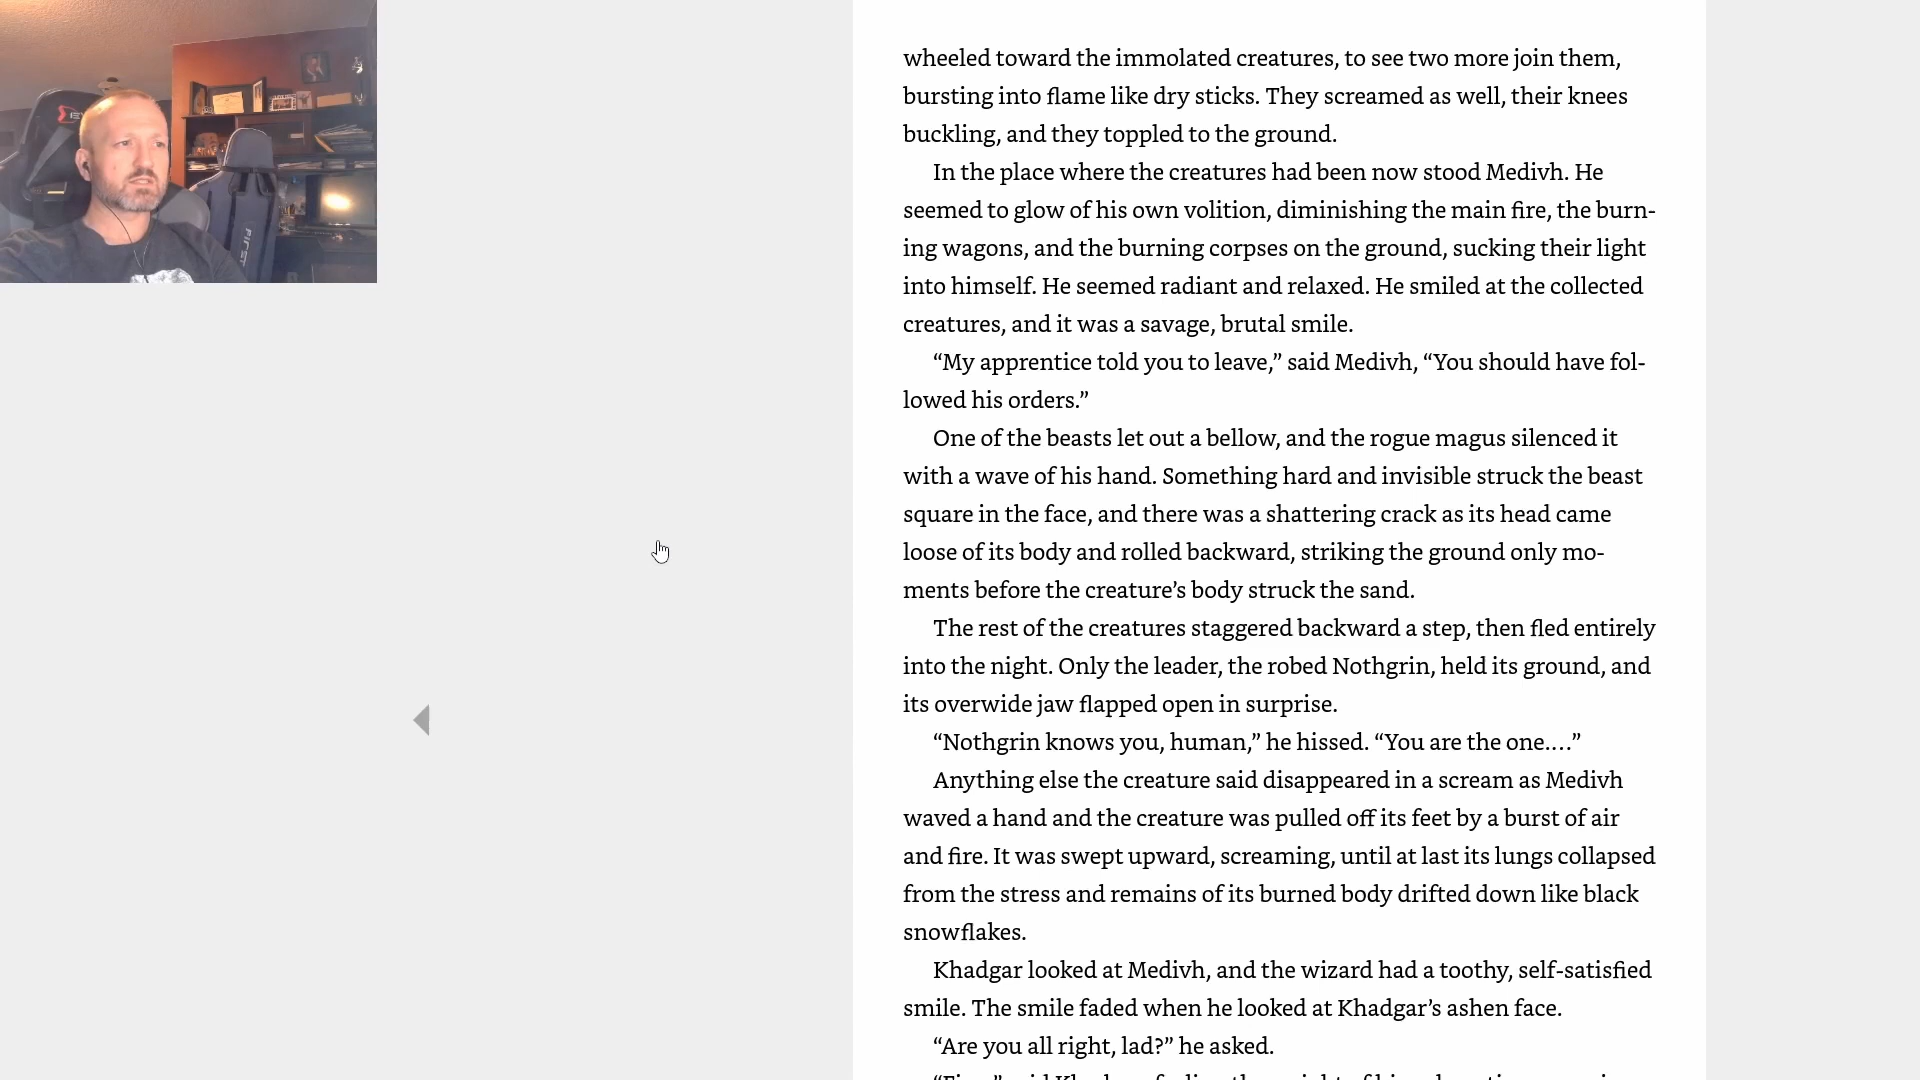 wheeled toward the immolated creatures, to see two more join them,
bursting into flame like dry sticks. They screamed as well, their knees
buckling, and they toppled to the ground.
In the place where the creatures had been now stood Medivh. He
seemed to glow of his own volition, diminishing the main fire, the burn-
ing wagons, and the burning corpses on the ground, sucking their light
into himself. He seemed radiant and relaxed. He smiled at the collected
creatures, and it was a savage, brutal smile.
“My apprentice told you to leave,” said Medivh, “You should have fol-
lowed his orders.”
One of the beasts let out a bellow, and the rogue magus silenced it
with a wave of his hand. Something hard and invisible struck the beast
square in the face, and there was a shattering crack as its head came
loose of its body and rolled backward, striking the ground only mo-
ments before the creature’s body struck the sand.
The rest of the creatures staggered backward a step, then fled entirely
into the night. Only the leader, the robed Nothgrin, held its ground, and
its overwide jaw flapped open in surprise.
“Nothgrin knows you, human,” he hissed. “You are the one....”
Anything else the creature said disappeared in a scream as Medivh
waved a hand and the creature was pulled off its feet by a burst of air
and fire. It was swept upward, screaming, until at last its lungs collapsed
from the stress and remains of its burned body drifted down like black
snowflakes.
Khadgar looked at Medivh, and the wizard had a toothy, self-satisfied
smile. The smile faded when he looked at Khadgar’s ashen face.
“Are you all right, lad?” he asked.